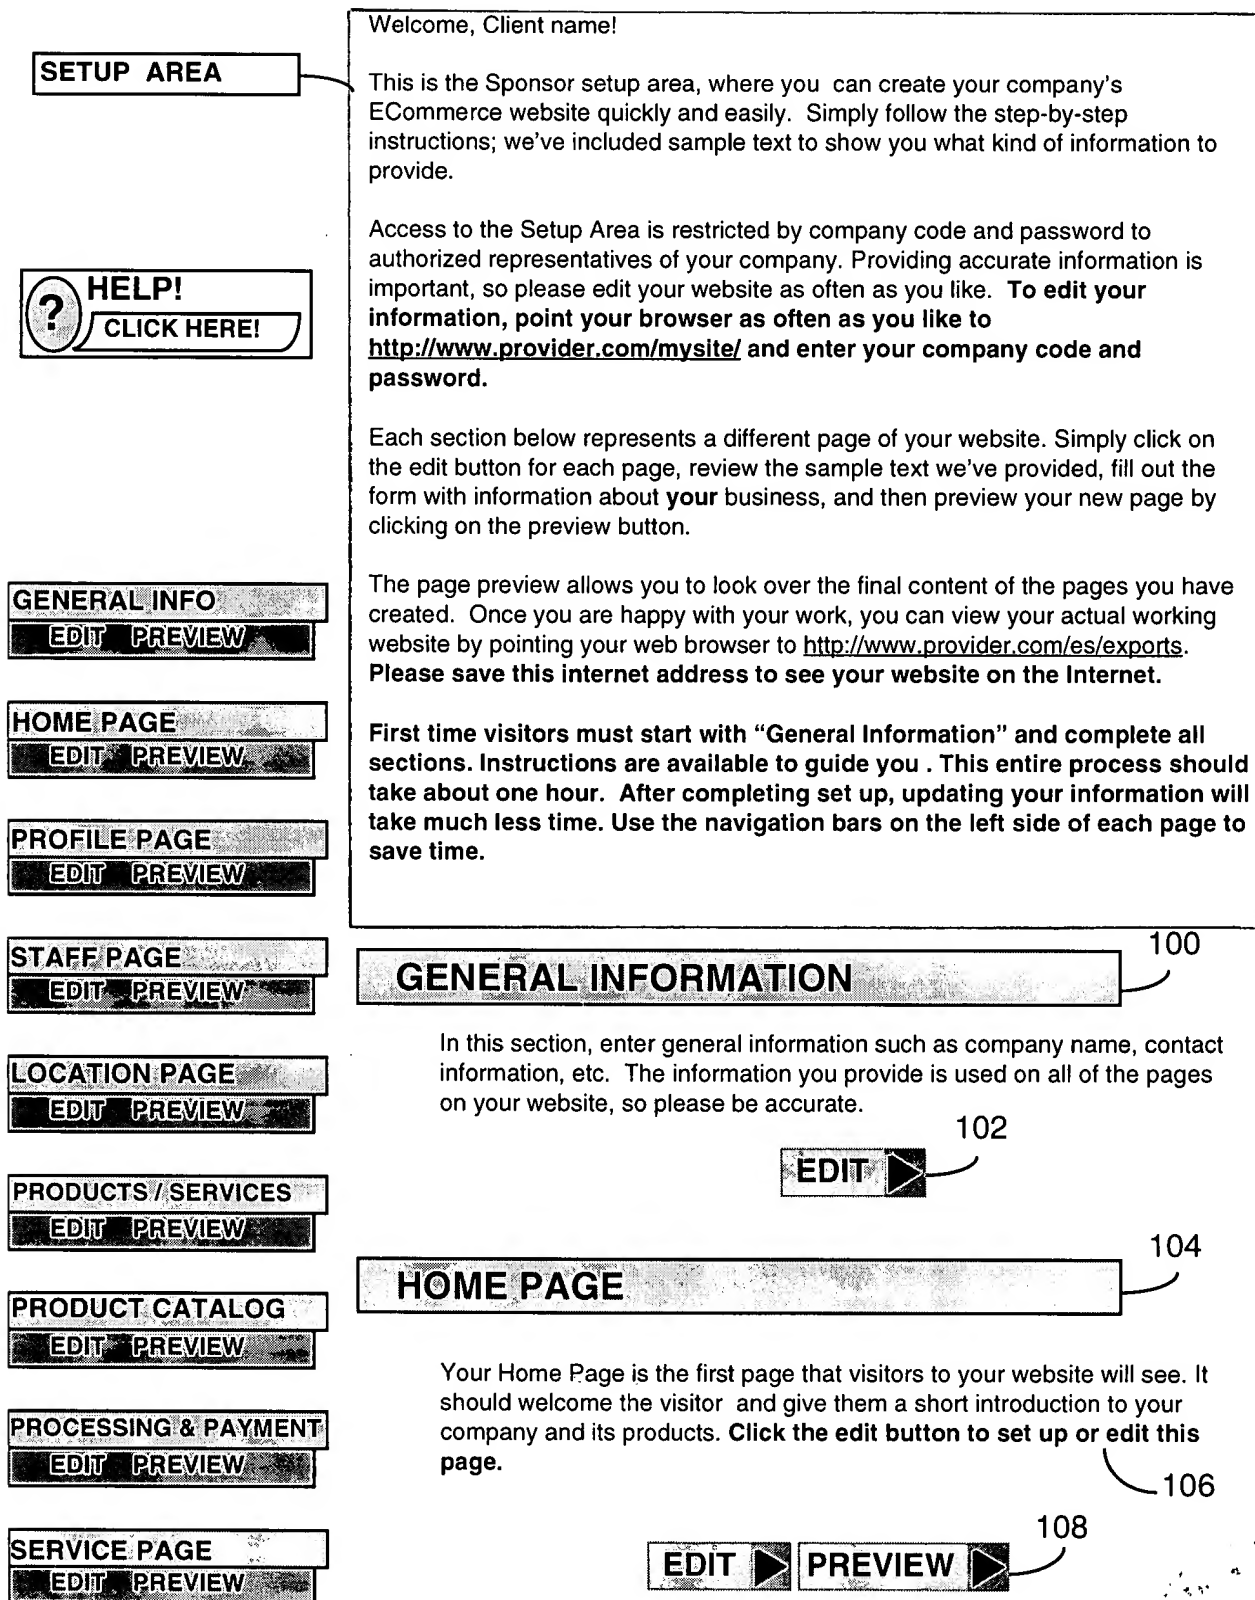 SETUP AREA
HELP!
?
CLICK HERE!
GENERAL INFO
EDIT PREVIEW
HOME PAGE
EDIT PREVIEW
PROFILE PAGE
EDIT PREVIEW
STAFF PAGE
EDIT PREVIEW
LOCATION PAGE
EDIT PREVIEW
PRODUCTS / SERVICES
EDIT PREVIEW
PRODUCT CATALOG
EDIT PREVIEW
PROCESSING & PAYMENT
EDIT PREVIEW
SERVICE PAGE
EDIT PREVIEW
Welcome, Client name!
This is the Sponsor setup area, where you can create your company's
ECommerce website quickly and easily. Simply follow the step-by-step
instructions; we've included sample text to show you what kind of information to
provide.
Access to the Setup Area is restricted by company code and password to
authorized representatives of your company. Providing accurate information is
important, so please edit your website as often as you like. To edit your
information, point your browser as often as you like to
http://www.provider.com/mysite/ and enter your company code and
password.
Each section below represents a different page of your website. Simply click on
the edit button for each page, review the sample text we've provided, fill out the
form with information about your business, and then preview your new page by
clicking on the preview button.
The page preview allows you to look over the final content of the pages you have
created. Once you are happy with your work, you can view your actual working
website by pointing your web browser to http://www.provider.com/es/exports.
Please save this internet address to see your website on the Internet.
First time visitors must start with “General Information” and complete all
sections. Instructions are available to guide you . This entire process should
take about one hour. After completing set up, updating your information will
take much less time. Use the navigation bars on the left side of each page to
save time.
100
GENERAL INFORMATION
In this section, enter general information such as company name, contact
information, etc. The information you provide is used on all of the pages
on your website, so please be accurate.
102
EDIT
104
HOME PAGE
Your Home Page is the first page that visitors to your website will see. It
should welcome the visitor and give them a short introduction to your
company and its products. Click the edit button to set up or edit this
page.
106
108
EDIT PREVIEW